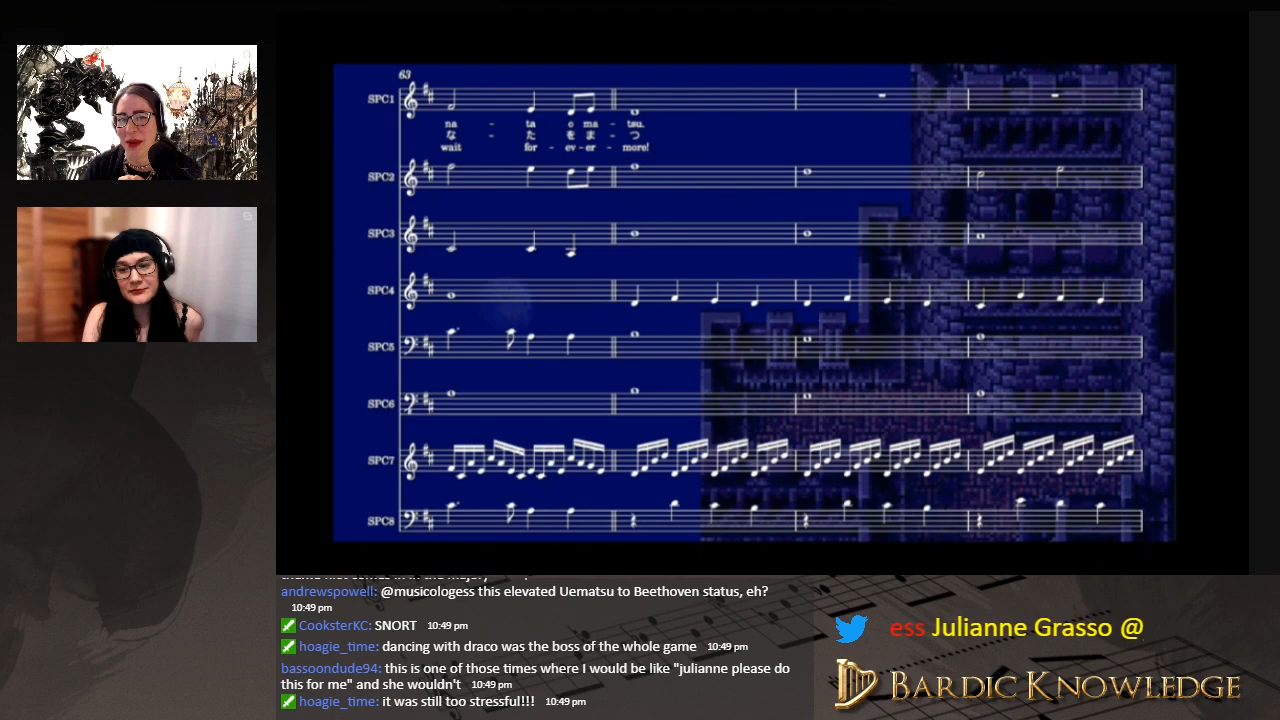 63
SPC1
na - ta o ma - tsu.
な - た を ま - つ
wait for - ev - er - more!
SPC2
SPC3
SPC4
SPC5
SPC6
SPC7
SPC8
andrewspowell: @musicologess this elevated Uematsu to Beethoven status, eh?
10:49 pm
CooksterKC: SNORT 10:49 pm
hoagie_time: dancing with draco was the boss of the whole game 10:49 pm
bassoondude94: this is one of those times where I would be like "julianne please do
this for me" and she wouldn't 10:49 pm
hoagie_time: it was still too stressful!!! 10:49 pm
ess Julianne Grasso @
BARDIC KNOWLEDGE